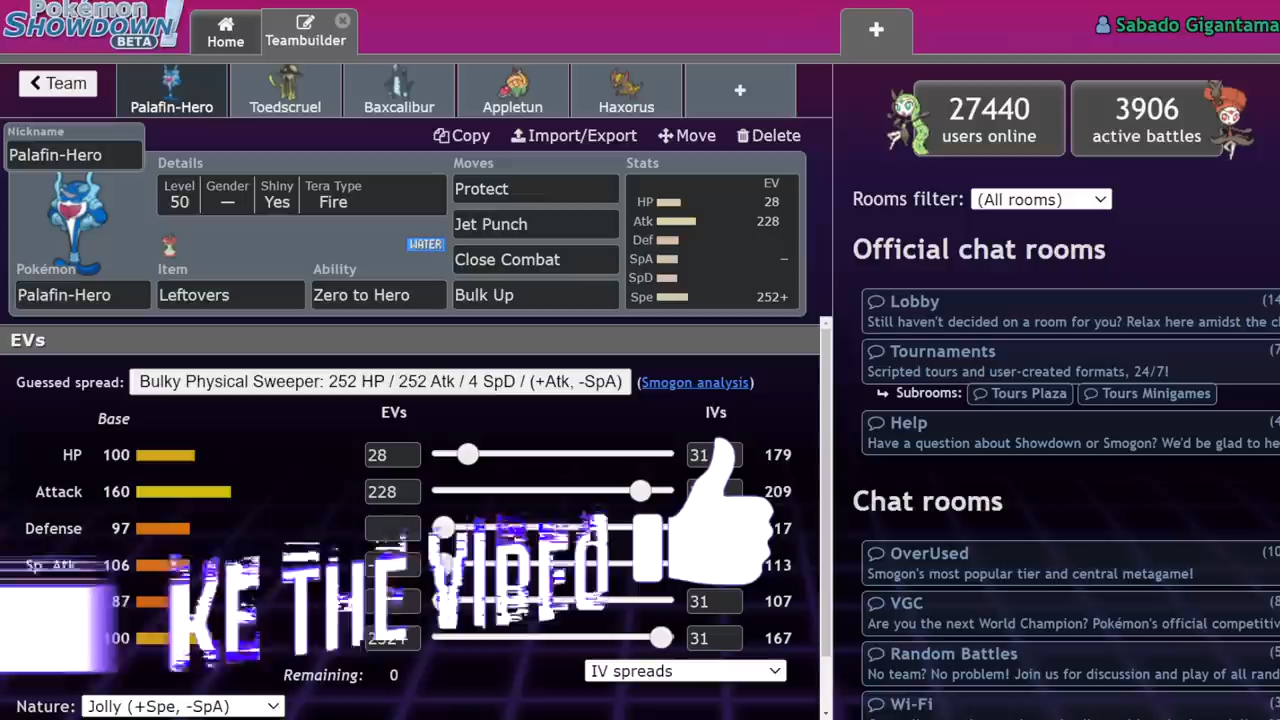 Pokémon
SHOWDOWN!
BETA
Home
Teambuilder
Sabado Gigantama
Team
Palafin-Hero
Toedscruel
Baxcalibur
Appletun
Haxorus
27440
users online
3906
active battles
Nickname
Palafin-Hero
Copy
Import/Export
Move
Delete
Details
Moves
Stats
Level
50
Gender
—
Shiny
Yes
Tera Type
Fire
Protect
Jet Punch
Close Combat
Bulk Up
EV
HP 28
Atk 228
Def
SpA –
SpD
Spe 252+
WATER
Pokémon
Palafin-Hero
Item
Leftovers
Ability
Zero to Hero
Rooms filter: (All rooms)
Official chat rooms
Lobby
Still haven't decided on a room for you? Relax here amidst the
Tournaments
Scripted tours and user-created formats, 24/7!
Subrooms: Tours Plaza Tours Minigames
Help
Have a question about Showdown or Smogon? We'd be glad to he
Chat rooms
OverUsed
Smogon's most popular tier and central metagame!
VGC
Are you the next World Champion? Pokémon's official competitiv
Random Battles
No team? No problem! Join us for discussion and play of all rand
Wi-Fi
EVs
Guessed spread: Bulky Physical Sweeper: 252 HP / 252 Atk / 4 SpD / (+Atk, -SpA) (Smogon analysis)
Base EVs IVs
HP 100 28 31 179
Attack 160 228 209
Defense 97 17
Sp. Atk. 106 113
87 31 107
100 252+ 31 167
KE THE VIDEO
Remaining: 0
IV spreads
Nature: Jolly (+Spe, -SpA)